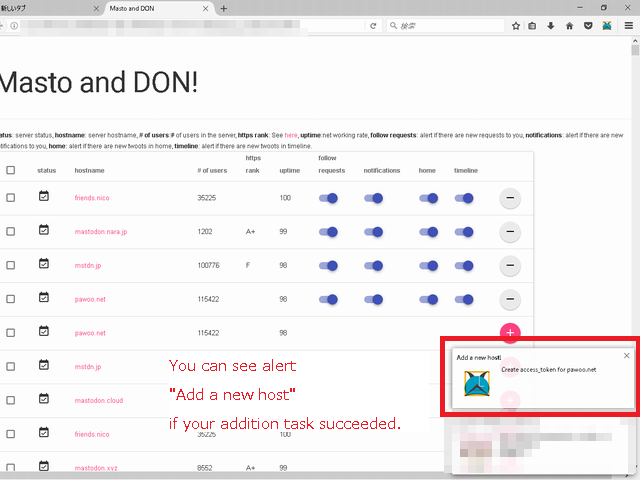 新しいタブ
Masto and DON
検索
Masto and DON!
atus: server status, hostname: server hostname, # of users:# of users in the server, https rank: See here, uptime:net working rate, follow requests: alert if there are new requests to you, notifications: alert if there are new
notifications to you, home: alert if there are new twoots in home, timeline: alert if there are new twoots in timeline.
status hostname # of users https rank uptime follow requests notifications home timeline
friends.nico 35225 100
mastodon.nara.jp 1202 A+ 99
mstdn.jp 100776 F 98
pawoo.net 115422 98
pawoo.net 115422 98
mstdn.jp
mastodon.cloud
friends.nico 35225 100
mastodon.xyz 8552 A+ 99
You can see alert
"Add a new host"
if your addition task succeeded.
Add a new host!
Create access_token for pawoo.net